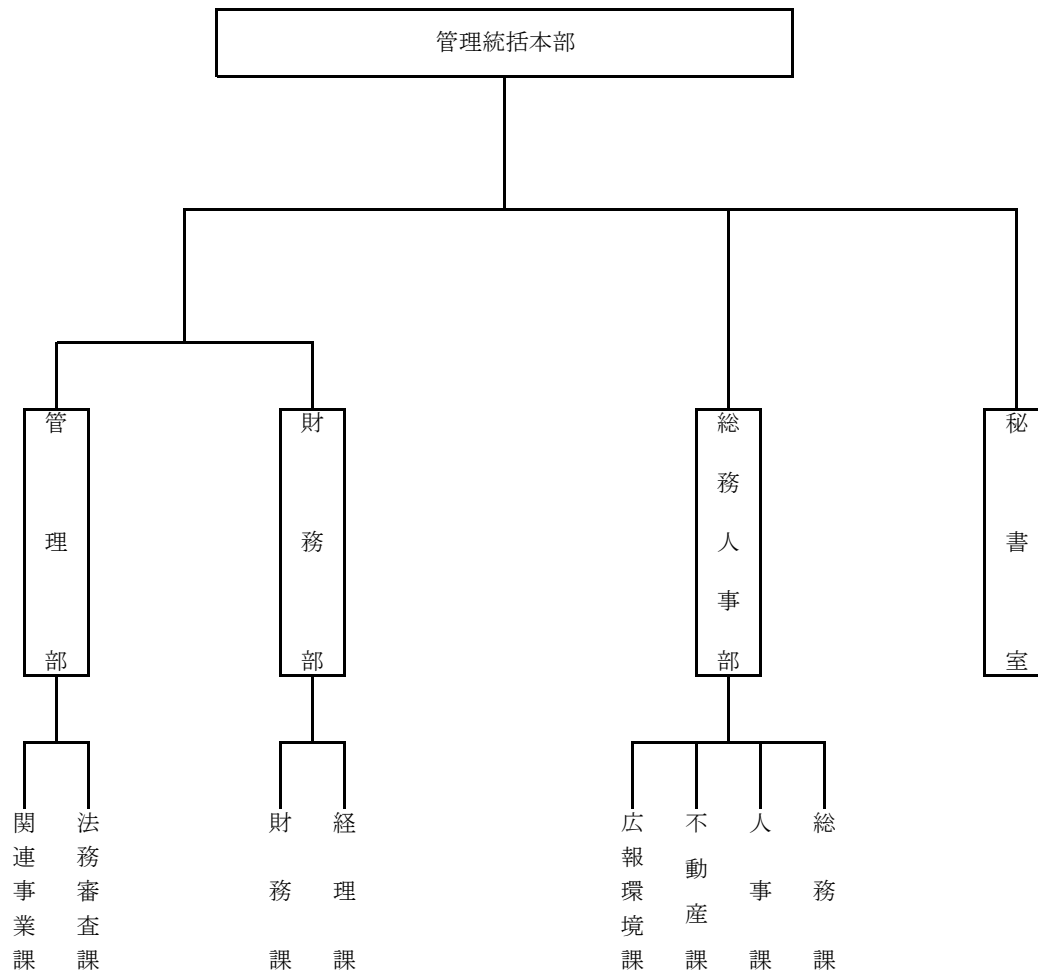 管理統括本部
管理部
財務部
総務人事部
秘書室
関連事業課
法務審査課
財務課
経理課
広報環境課
不動産課
人事課
総務課